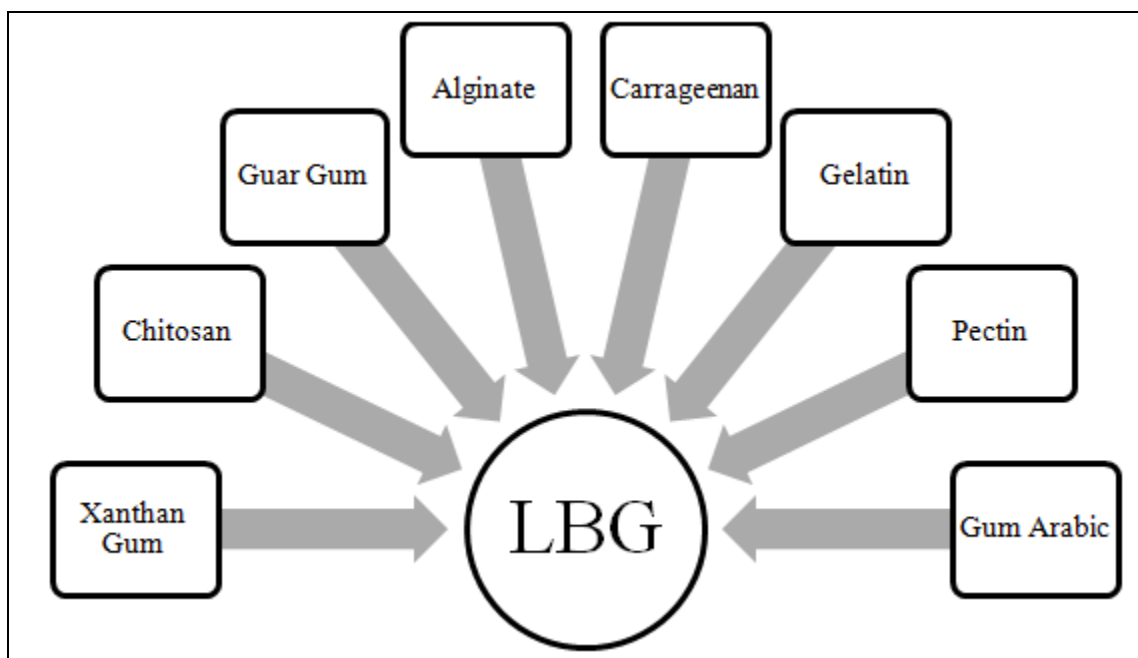 Alginate
Carrageenan
Guar Gum
Gelatin
Chitosan
Pectin
Xanthan
Gum
LBG
Gum Arabic